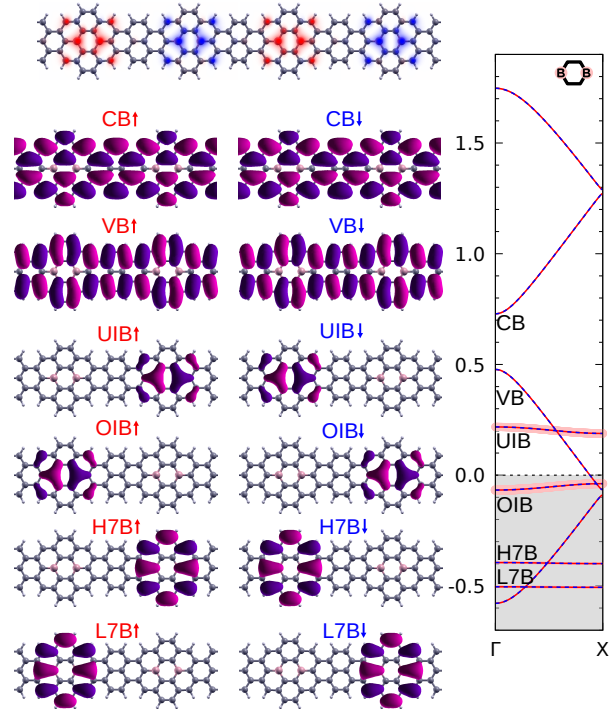 CB↑ CB↓
VB↑ VB↓
UIB↑ UIB↓
OIB↑ OIB↓
H7B↑ H7B↓
L7B↑ L7B↓
B B
1.5
1.0
CB
0.5
VB
UIB
0.0
OIB
H7B
L7B
-0.5
Γ X